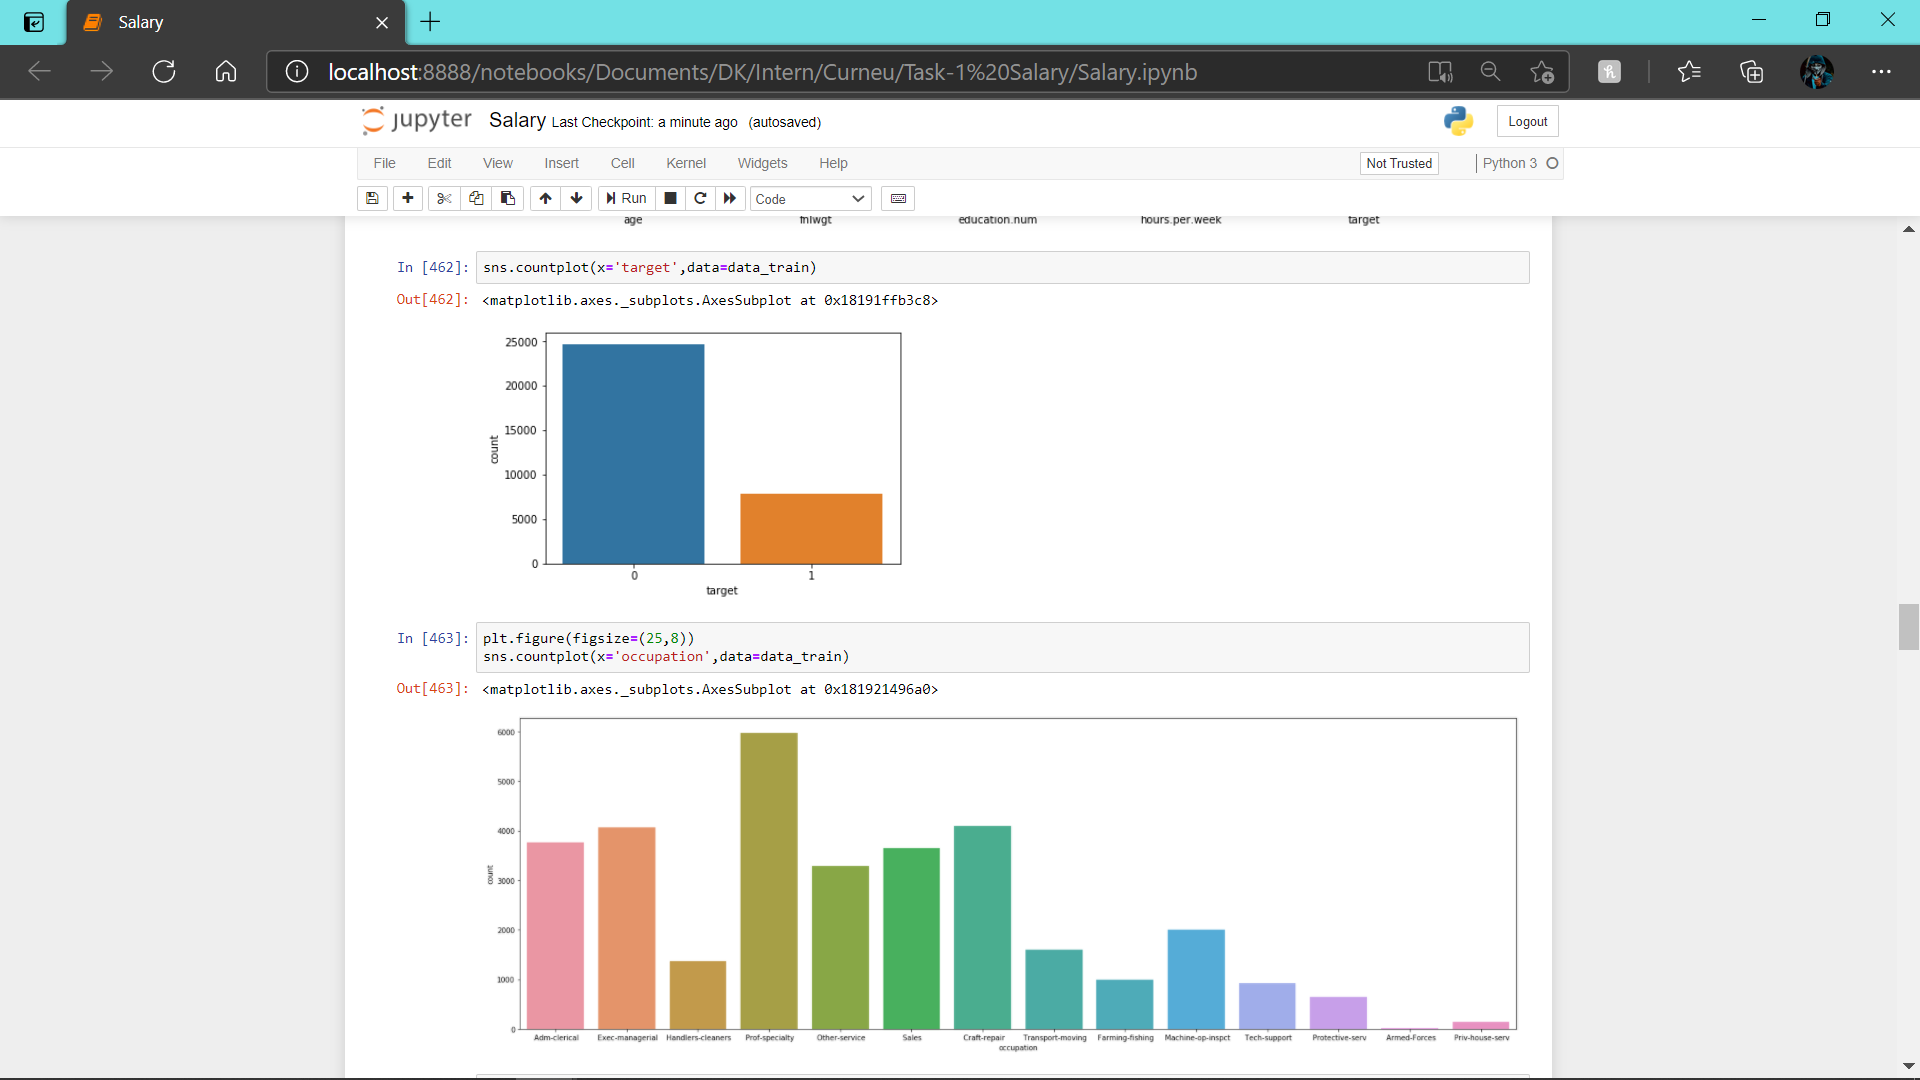 Salary
localhost:8888/notebooks/Documents/DK/Intern/Curneu/Task-1%20Salary/Salary.ipynb
jupyter Salary Last Checkpoint: a minute ago (autosaved) Logout
File Edit View Insert Cell Kernel Widgets Help Not Trusted Python 3
Run Code
age fnlwgt education.num hours.per.week target
In [462]: sns.countplot(x='target',data=data_train)
Out[462]: <matplotlib.axes._subplots.AxesSubplot at 0x18191ffb3c8>
25000
20000
15000
10000
5000
0
count
0 1
target
In [463]: plt.figure(figsize=(25,8))
sns.countplot(x='occupation',data=data_train)
Out[463]: <matplotlib.axes._subplots.AxesSubplot at 0x181921496a0>
6000
5000
4000
3000
2000
1000
0
count
Adm-clerical Exec-managerial Handlers-cleaners Prof-specialty Other-service Sales Craft-repair Transport-moving Farming-fishing Machine-op-inspct Tech-support Protective-serv Armed-Forces Priv-house-serv
occupation